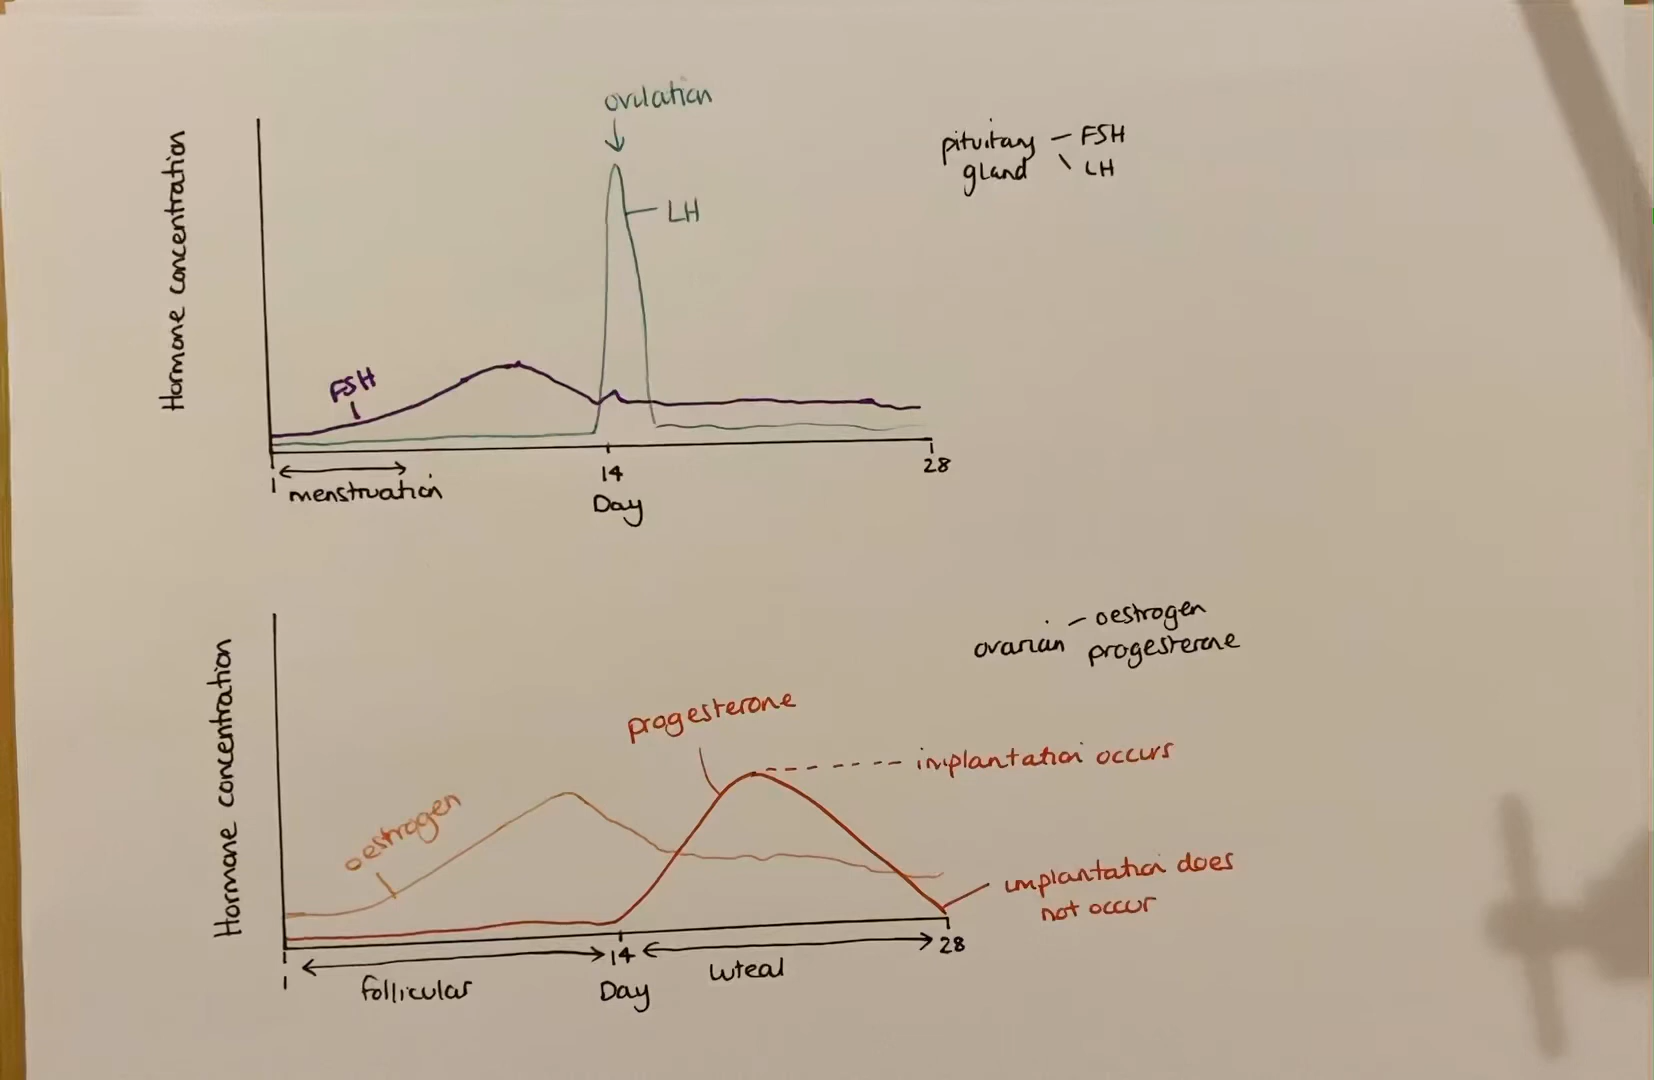 ovulation
Hormone concentration
pituitary - FSH
gland \ LH
LH
FSH
1
14
28
menstruation
Day
Hormone concentration
ovarian - oestrogen
progesterone
progesterone
implantation occurs
oestrogen
implantation does
not occur
1
14
28
follicular
luteal
Day